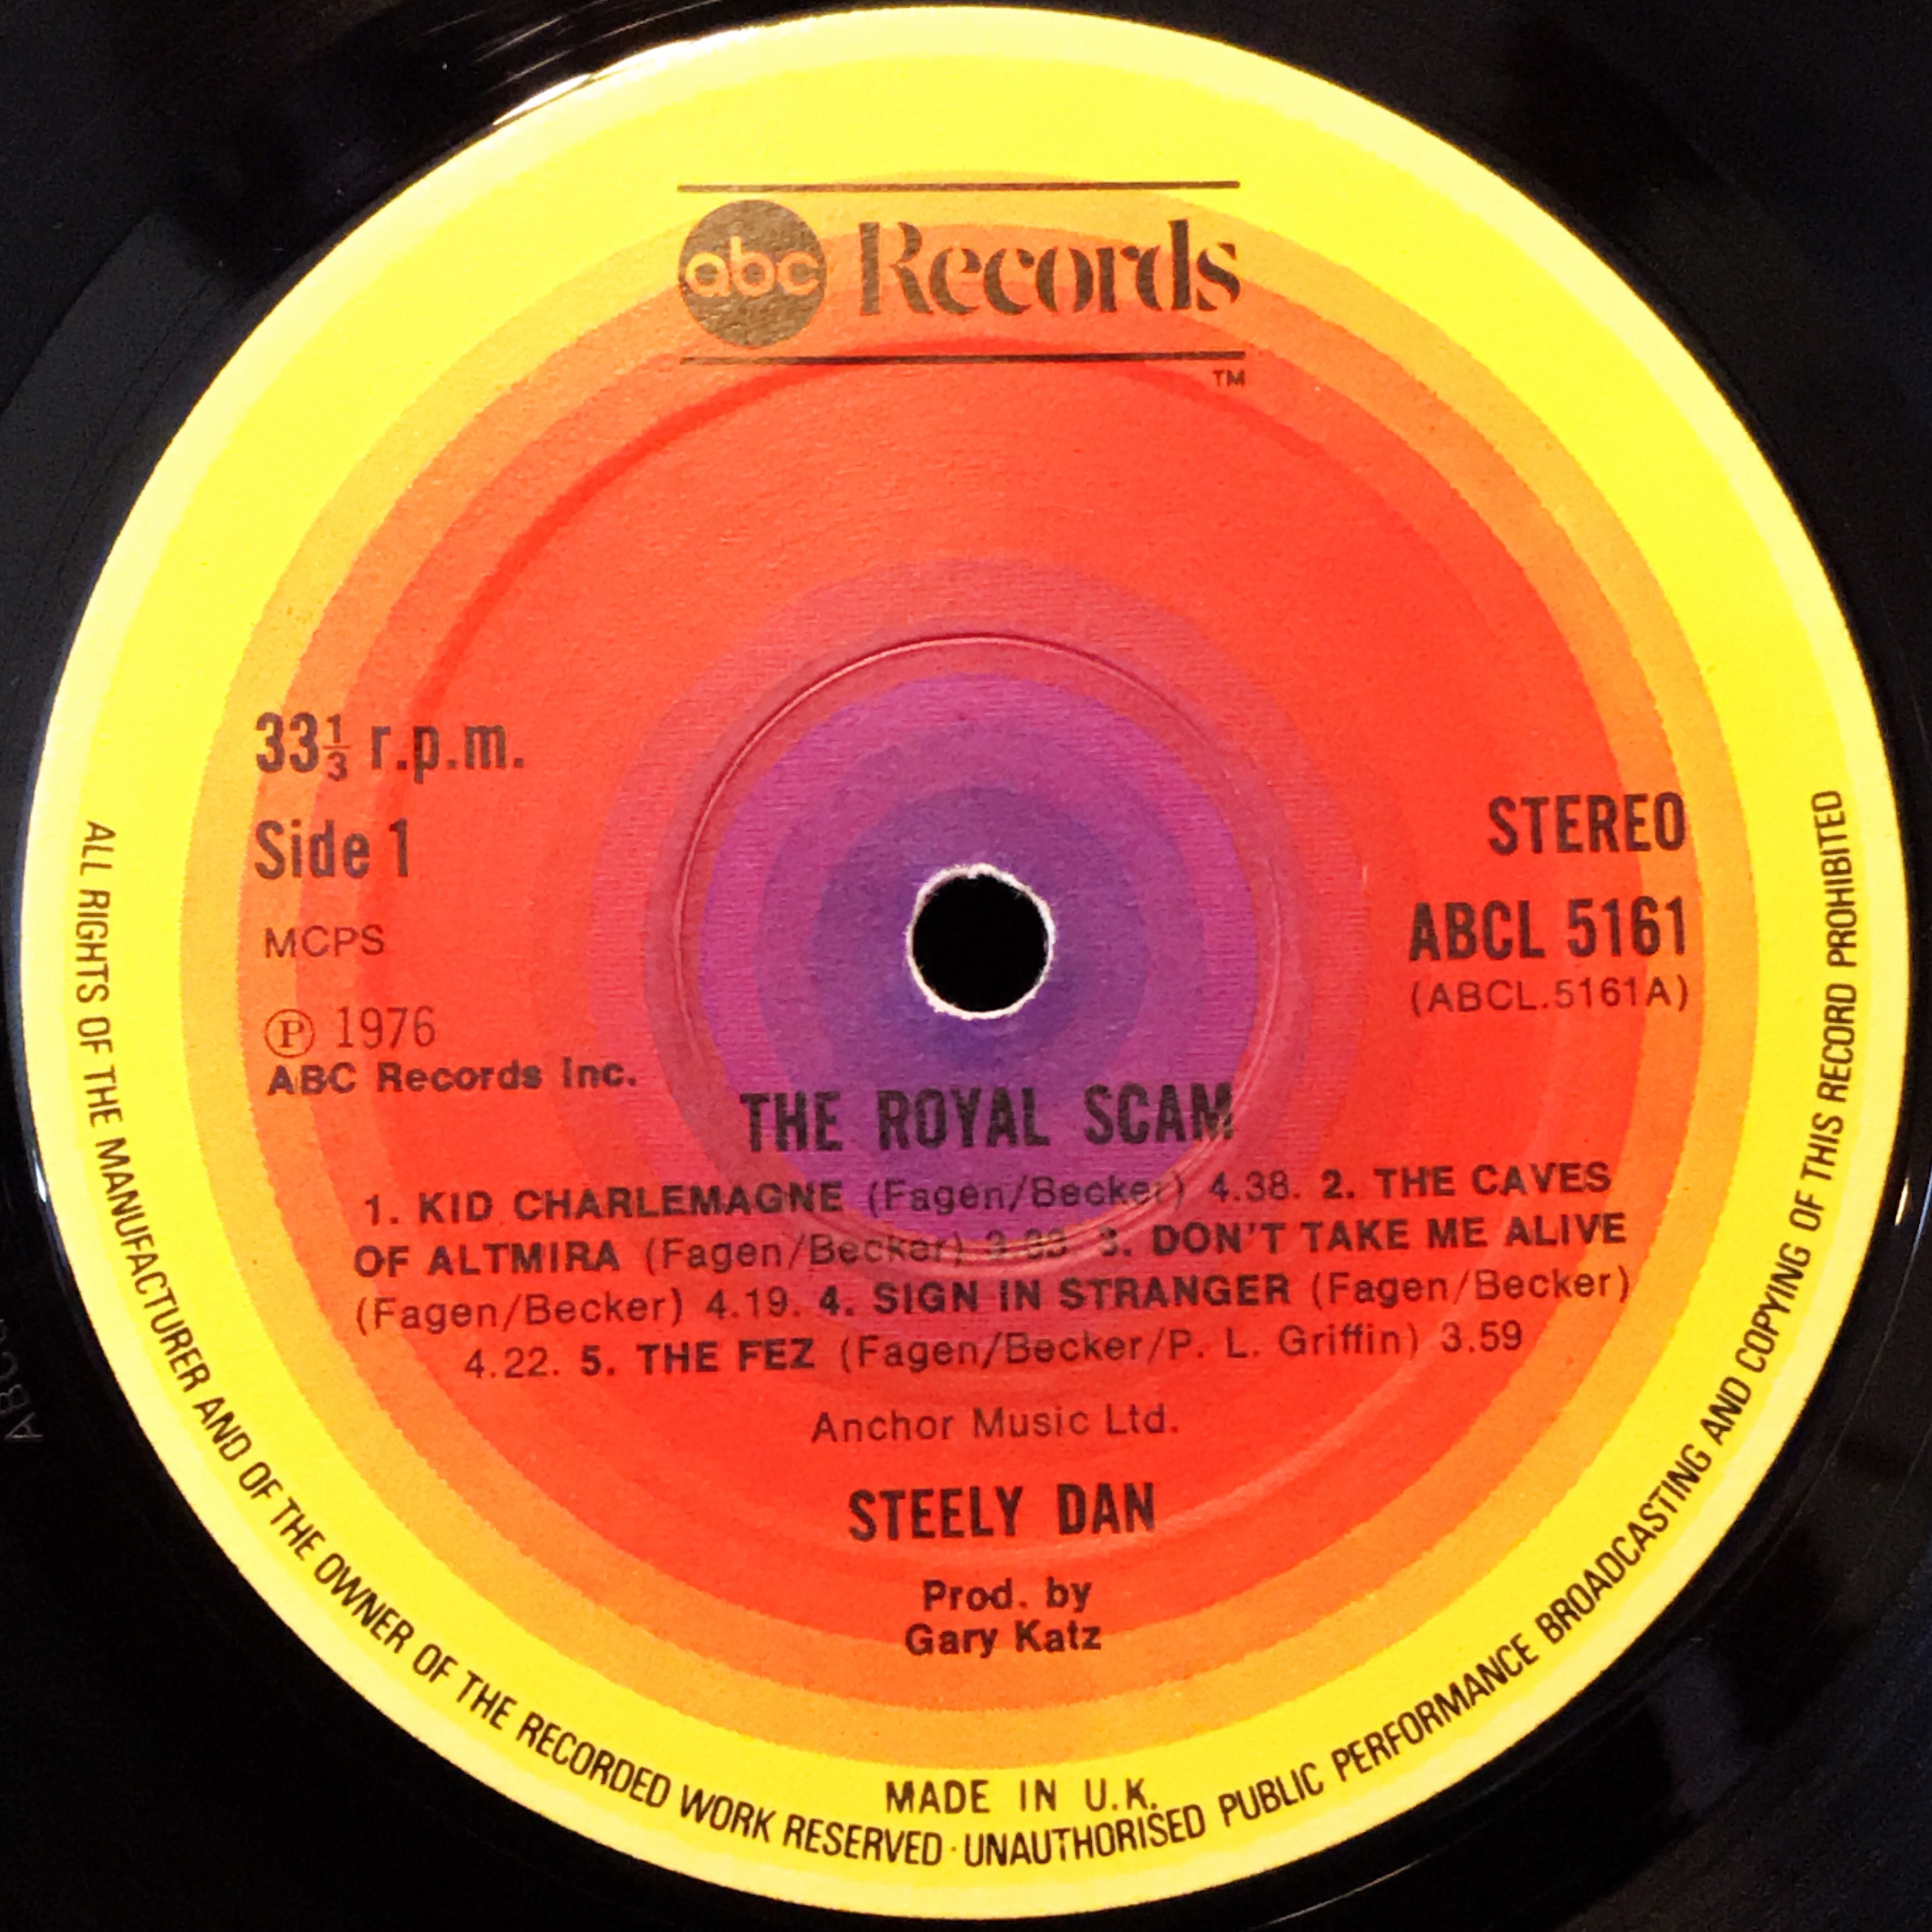 abc Records
TM
33⅓ r.p.m.
Side 1
MCPS
℗ 1976
ABC Records Inc.
STEREO
ABCL 5161
(ABCL.5161A)
THE ROYAL SCAM
1. KID CHARLEMAGNE (Fagen/Becker) 4.38. 2. THE CAVES
OF ALTMIRA (Fagen/Becker) 3. DON'T TAKE ME ALIVE
(Fagen/Becker) 4.19. 4. SIGN IN STRANGER (Fagen/Becker)
4.22. 5. THE FEZ (Fagen/Becker/P. L. Griffin) 3.59
Anchor Music Ltd.
STEELY DAN
Prod. by
Gary Katz
MADE IN U.K.
ALL RIGHTS OF THE MANUFACTURER AND OF THE OWNER OF THE RECORDED WORK RESERVED · UNAUTHORISED PUBLIC PERFORMANCE BROADCASTING AND COPYING OF THIS RECORD PROHIBITED